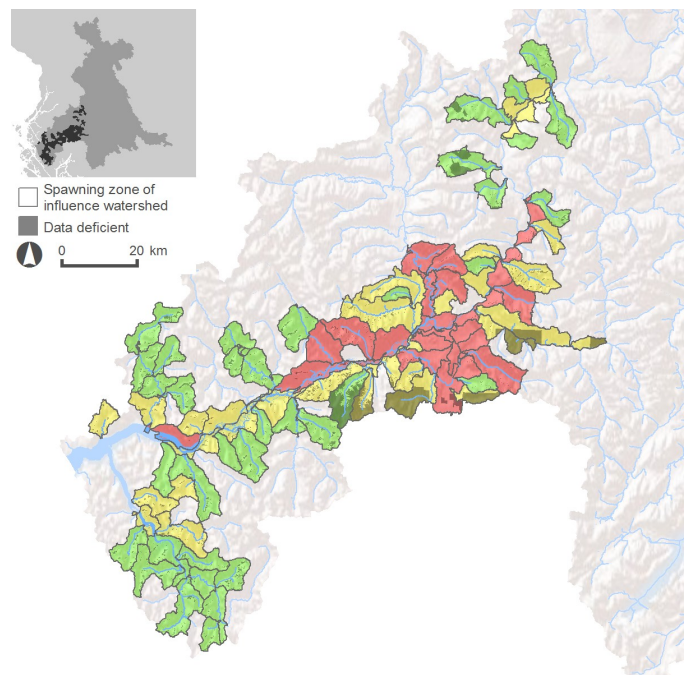 Spawning zone of
influence watershed
Data deficient
0 20 km